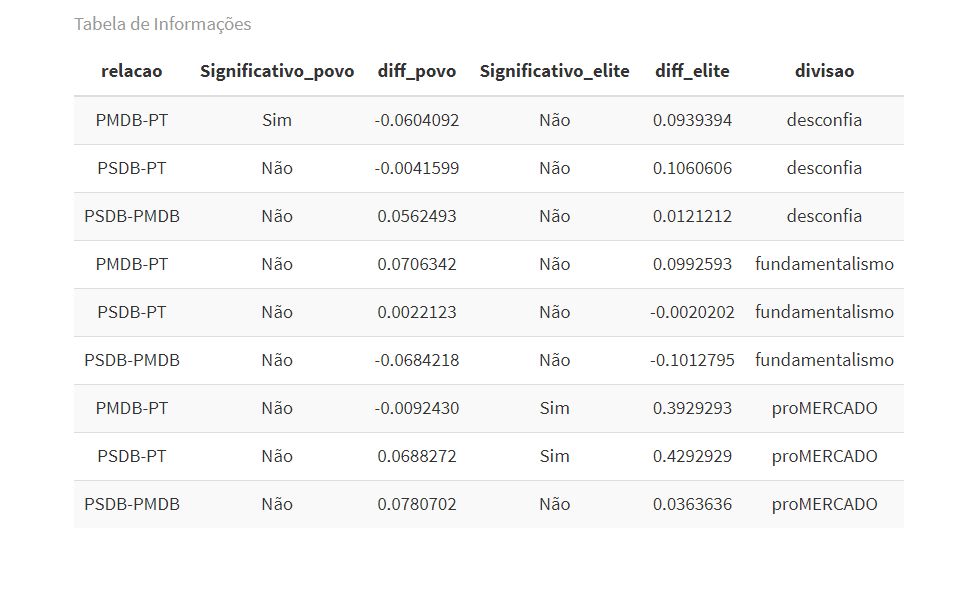 Tabela de Informações
relacao Significativo_povo diff_povo Significativo_elite diff_elite divisao
PMDB-PT Sim -0.0604092 Não 0.0939394 desconfia
PSDB-PT Não -0.0041599 Não 0.1060606 desconfia
PSDB-PMDB Não 0.0562493 Não 0.0121212 desconfia
PMDB-PT Não 0.0706342 Não 0.0992593 fundamentalismo
PSDB-PT Não 0.0022123 Não -0.0020202 fundamentalismo
PSDB-PMDB Não -0.0684218 Não -0.1012795 fundamentalismo
PMDB-PT Não -0.0092430 Sim 0.3929293 proMERCADO
PSDB-PT Não 0.0688272 Sim 0.4292929 proMERCADO
PSDB-PMDB Não 0.0780702 Não 0.0363636 proMERCADO